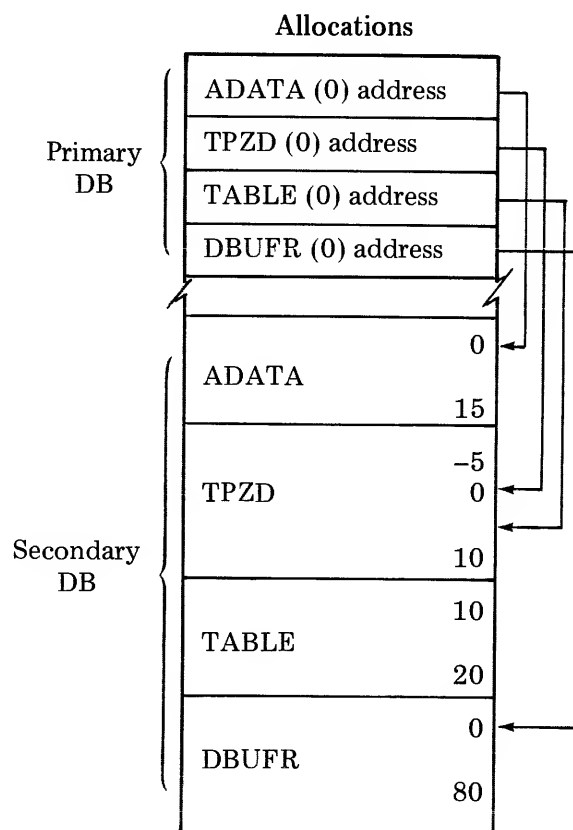 Allocations
ADATA (0) address
TPZD (0) address
TABLE (0) address
DBUFR (0) address
Primary
DB
0
ADATA
15
–5
TPZD
0
10
Secondary
DB
10
TABLE
20
0
DBUFR
80